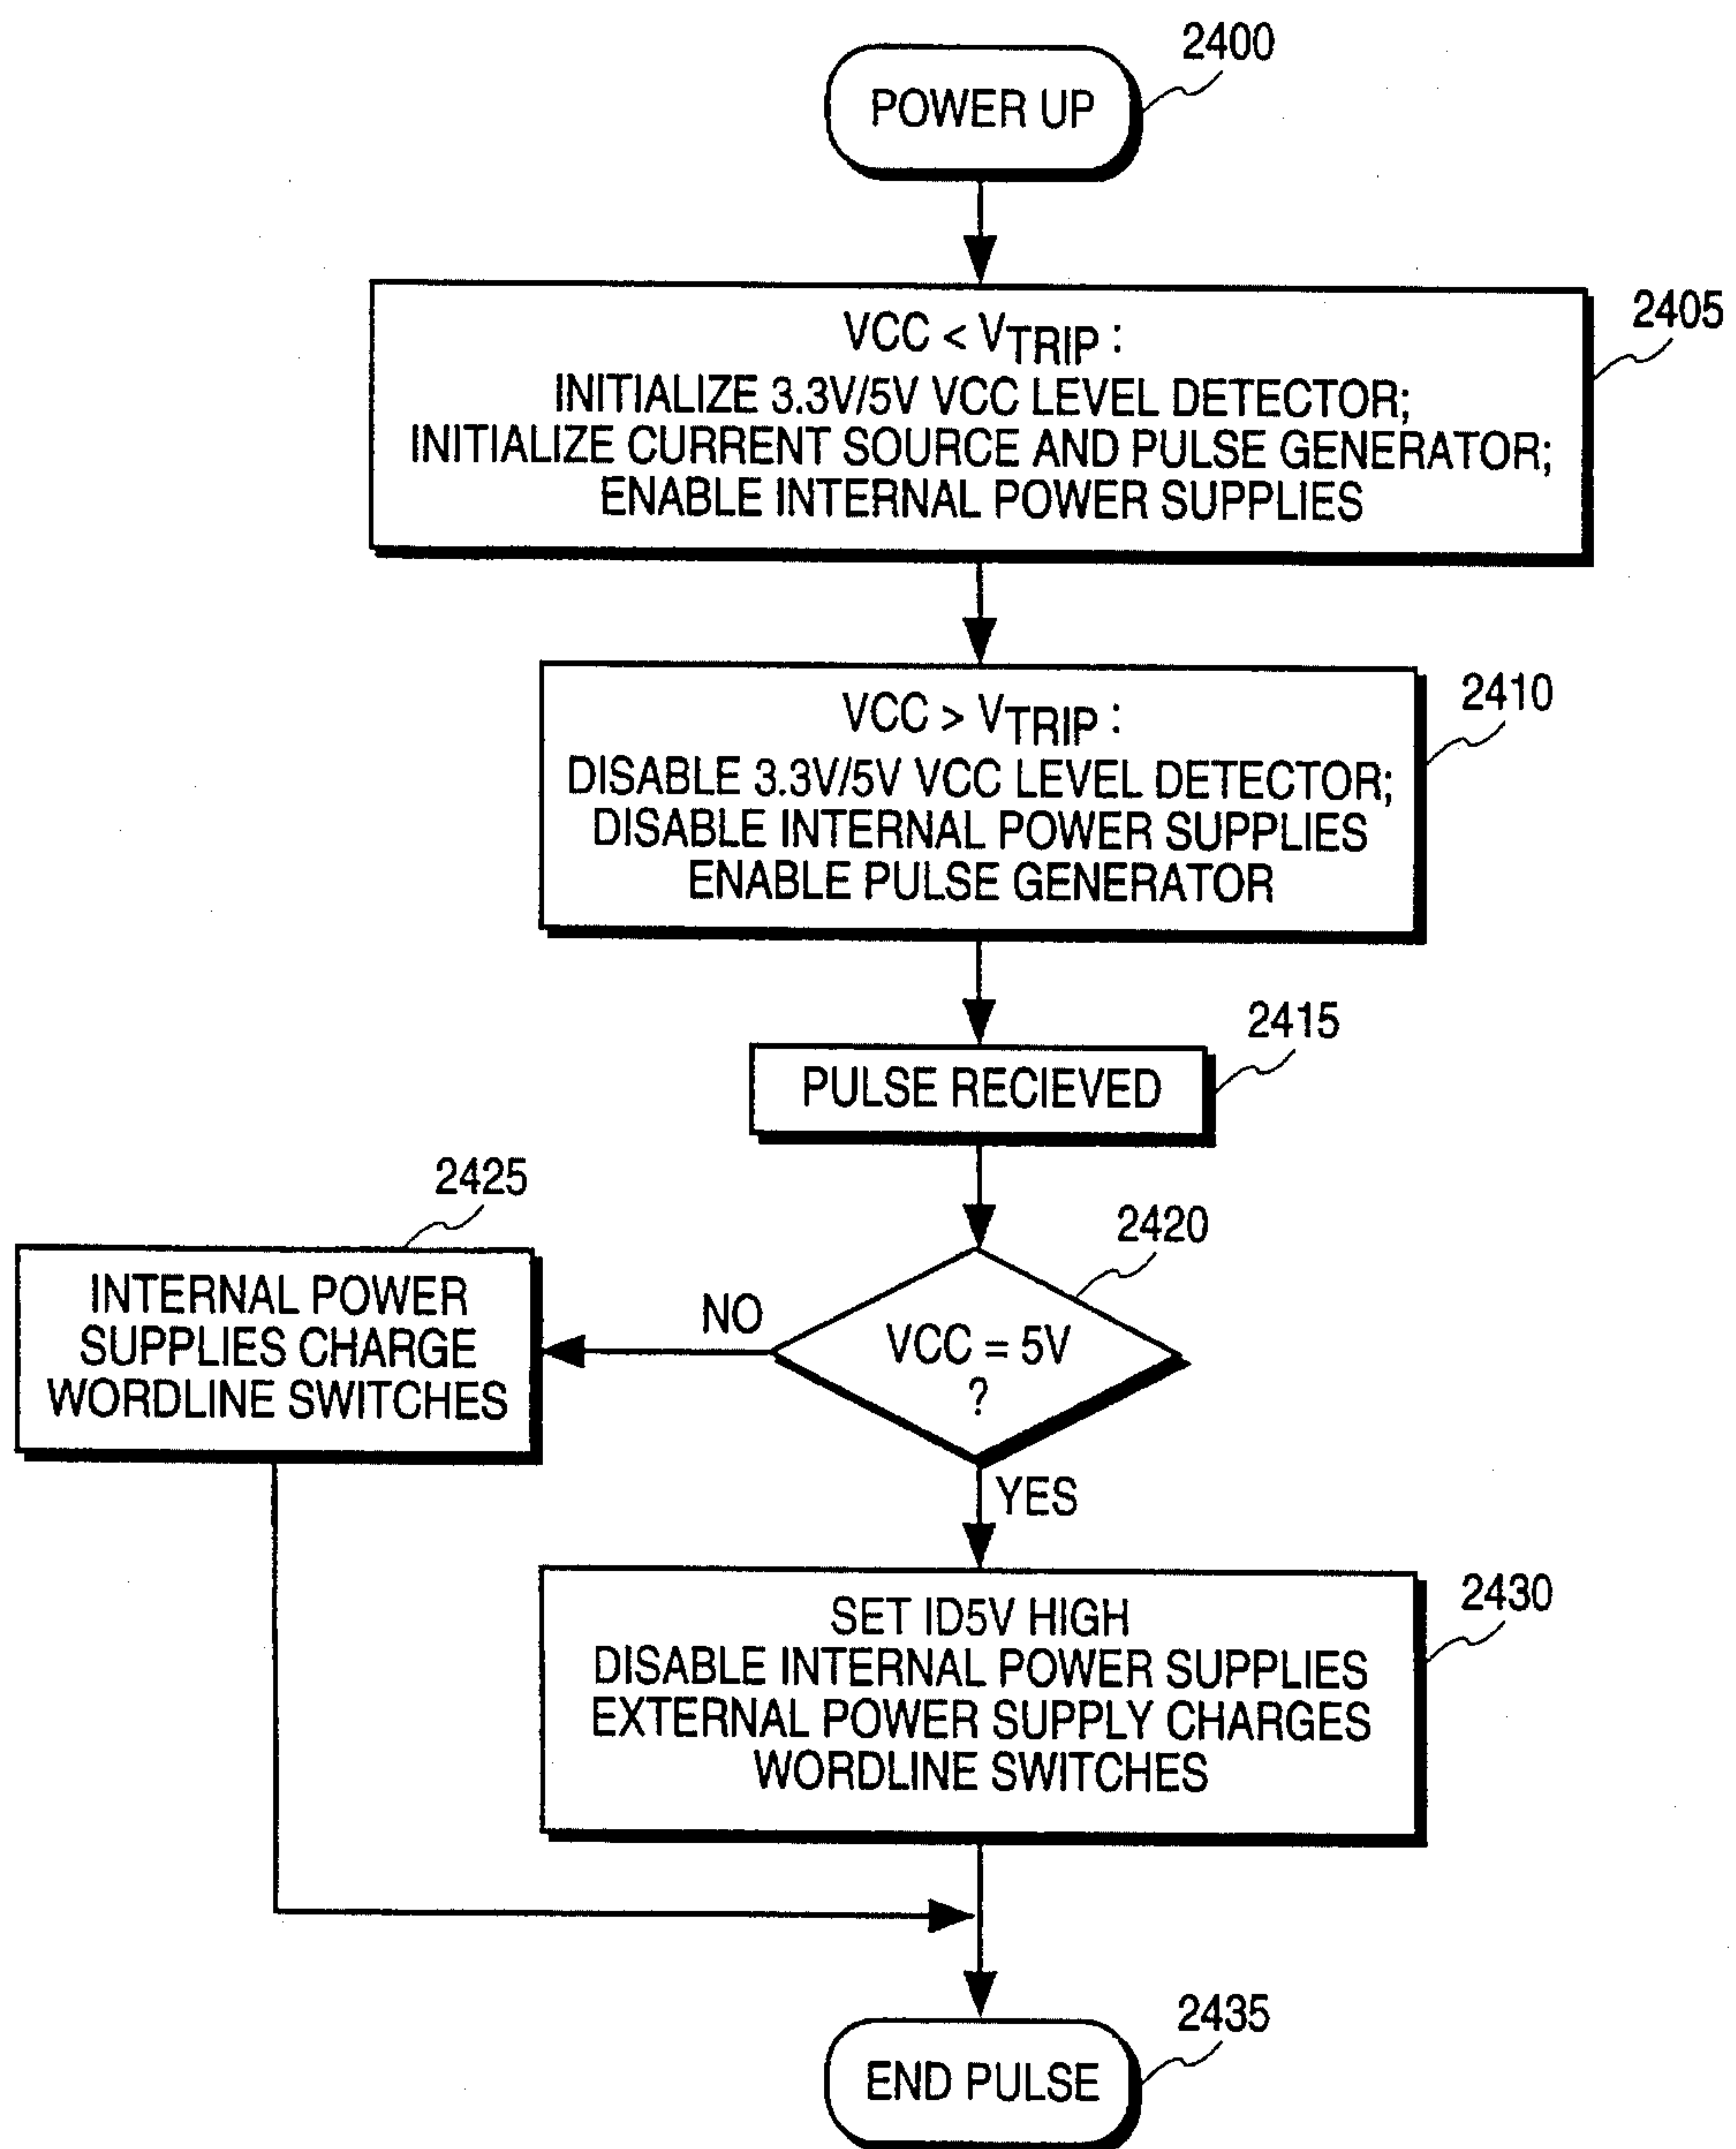 2400
POWER UP
2405
VCC < VTRIP :
INITIALIZE 3.3V/5V VCC LEVEL DETECTOR;
INITIALIZE CURRENT SOURCE AND PULSE GENERATOR;
ENABLE INTERNAL POWER SUPPLIES
2410
VCC > VTRIP :
DISABLE 3.3V/5V VCC LEVEL DETECTOR;
DISABLE INTERNAL POWER SUPPLIES
ENABLE PULSE GENERATOR
2415
PULSE RECIEVED
2425
INTERNAL POWER
SUPPLIES CHARGE
WORDLINE SWITCHES
NO
2420
VCC = 5V
?
YES
2430
SET ID5V HIGH
DISABLE INTERNAL POWER SUPPLIES
EXTERNAL POWER SUPPLY CHARGES
WORDLINE SWITCHES
2435
END PULSE